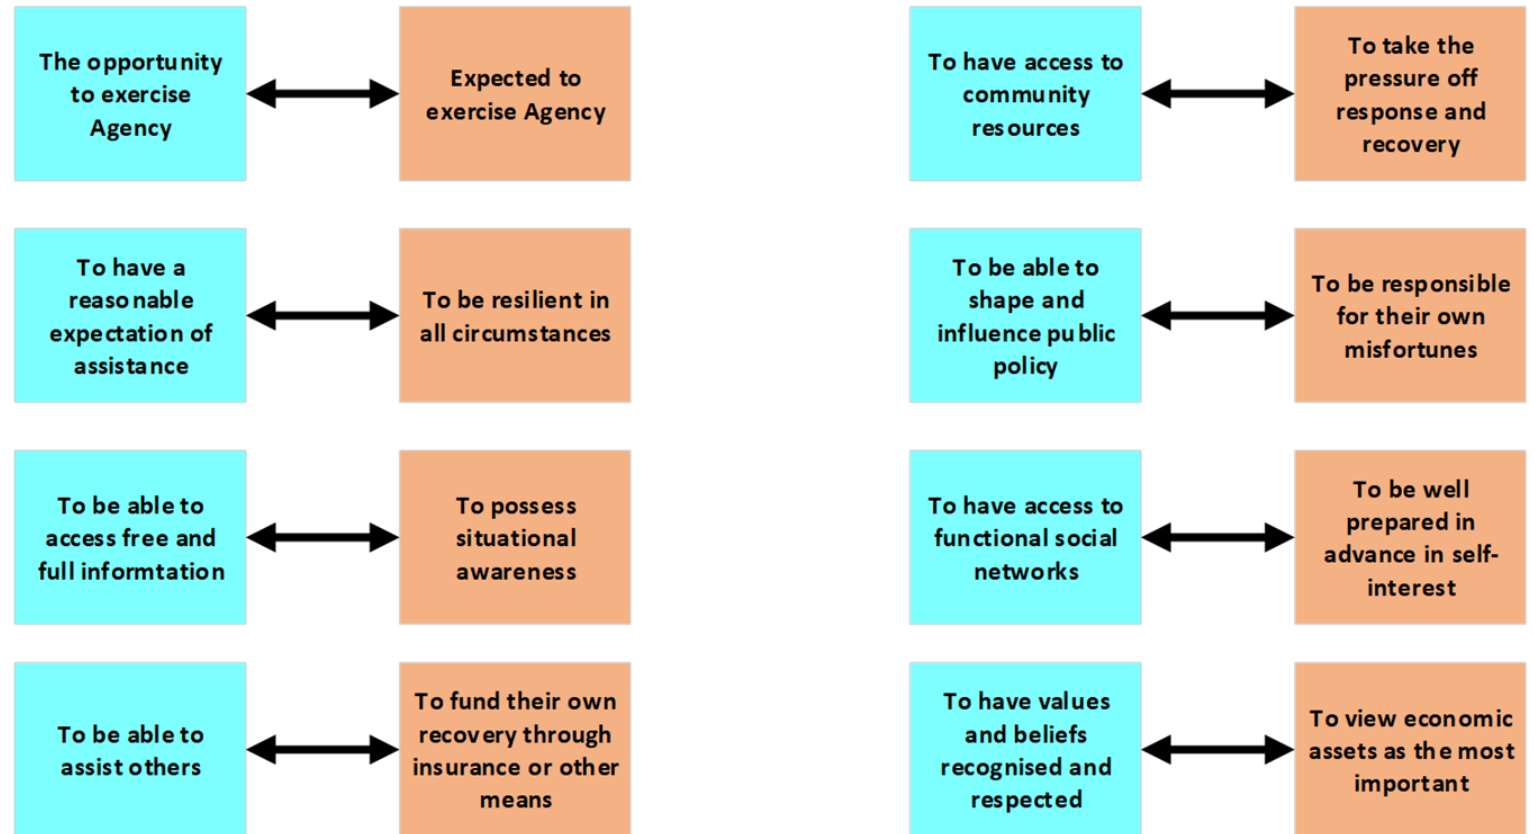 The opportunity
to exercise
Agency
Expected to
exercise Agency
To have access to
community
resources
To take the
pressure off
response and
recovery
To have a
reasonable
expectation of
assistance
To be resilient in
all circumstances
To be able to
shape and
influence public
policy
To be responsible
for their own
misfortunes
To be able to
access free and
full informtation
To possess
situational
awareness
To have access to
functional social
networks
To be well
prepared in
advance in self-
interest
To be able to
assist others
To fund their own
recovery through
insurance or other
means
To have values
and beliefs
recognised and
respected
To view economic
assets as the most
important